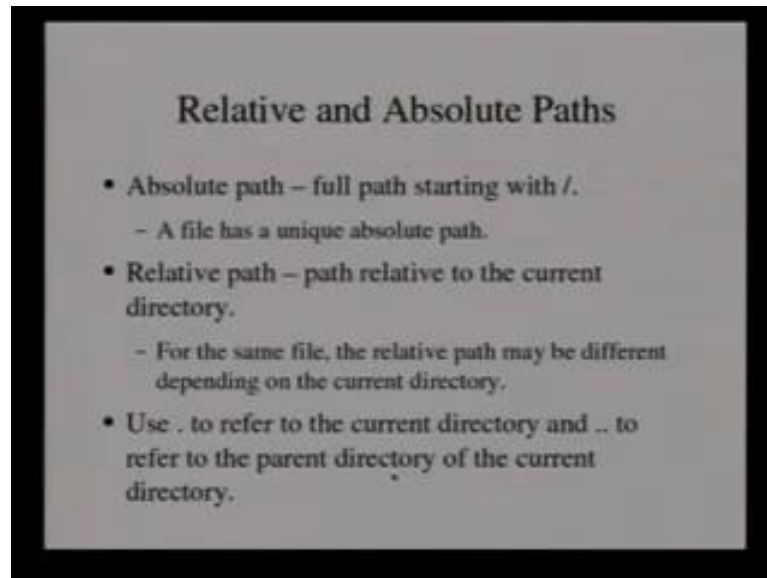 Relative and Absolute Paths
• Absolute path – full path starting with /.
– A file has a unique absolute path.
• Relative path – path relative to the current
directory.
– For the same file, the relative path may be different
depending on the current directory.
• Use . to refer to the current directory and .. to
refer to the parent directory of the current
directory.